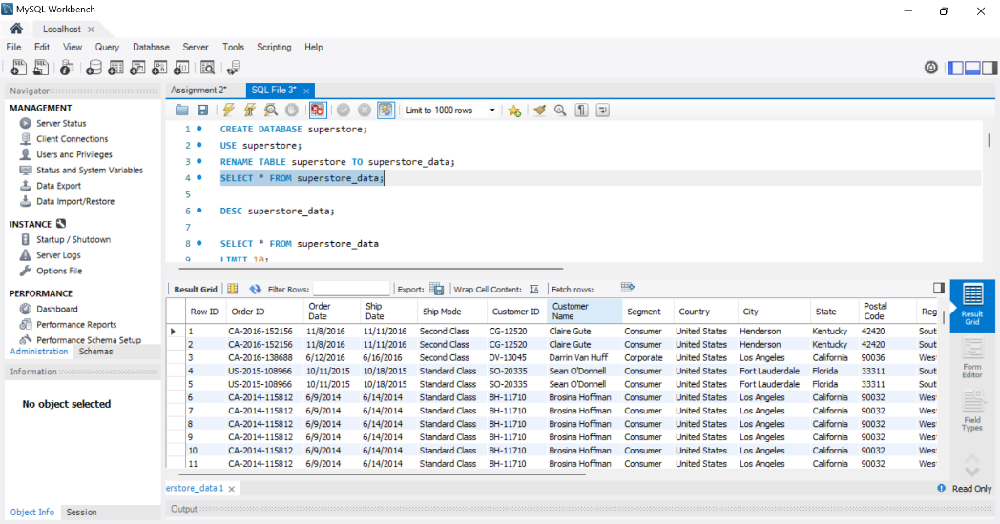 MySQL Workbench
Localhost
File Edit View Query Database Server Tools Scripting Help
Navigator
MANAGEMENT
Server Status
Client Connections
Users and Privileges
Status and System Variables
Data Export
Data Import/Restore
INSTANCE
Startup / Shutdown
Server Logs
Options File
PERFORMANCE
Dashboard
Performance Reports
Performance Schema Setup
Administration Schemas
Information
No object selected
Object Info Session
Assignment 2* SQL File 3*
Limit to 1000 rows
1 CREATE DATABASE superstore;
2 USE superstore;
3 RENAME TABLE superstore TO superstore_data;
4 SELECT * FROM superstore_data;
5
6 DESC superstore_data;
7
8 SELECT * FROM superstore_data
9 LIMIT 10;
Result Grid Filter Rows: Export: Wrap Cell Content: Fetch rows:
Row ID Order ID Order Date Ship Date Ship Mode Customer ID Customer Name Segment Country City State Postal Code Reg
1 CA-2016-152156 11/8/2016 11/11/2016 Second Class CG-12520 Claire Gute Consumer United States Henderson Kentucky 42420 Sout
2 CA-2016-152156 11/8/2016 11/11/2016 Second Class CG-12520 Claire Gute Consumer United States Henderson Kentucky 42420 Sout
3 CA-2016-138688 6/12/2016 6/16/2016 Second Class DV-13045 Darrin Van Huff Corporate United States Los Angeles California 90036 Wes
4 US-2015-108966 10/11/2015 10/18/2015 Standard Class SO-20335 Sean O'Donnell Consumer United States Fort Lauderdale Florida 33311 Sout
5 US-2015-108966 10/11/2015 10/18/2015 Standard Class SO-20335 Sean O'Donnell Consumer United States Fort Lauderdale Florida 33311 Sout
6 CA-2014-115812 6/9/2014 6/14/2014 Standard Class BH-11710 Brosina Hoffman Consumer United States Los Angeles California 90032 Wes
7 CA-2014-115812 6/9/2014 6/14/2014 Standard Class BH-11710 Brosina Hoffman Consumer United States Los Angeles California 90032 Wes
8 CA-2014-115812 6/9/2014 6/14/2014 Standard Class BH-11710 Brosina Hoffman Consumer United States Los Angeles California 90032 Wes
9 CA-2014-115812 6/9/2014 6/14/2014 Standard Class BH-11710 Brosina Hoffman Consumer United States Los Angeles California 90032 Wes
10 CA-2014-115812 6/9/2014 6/14/2014 Standard Class BH-11710 Brosina Hoffman Consumer United States Los Angeles California 90032 Wes
11 CA-2014-115812 6/9/2014 6/14/2014 Standard Class BH-11710 Brosina Hoffman Consumer United States Los Angeles California 90032 Wes
Result Grid
Form Editor
Field Types
erstore_data 1
Read Only
Output